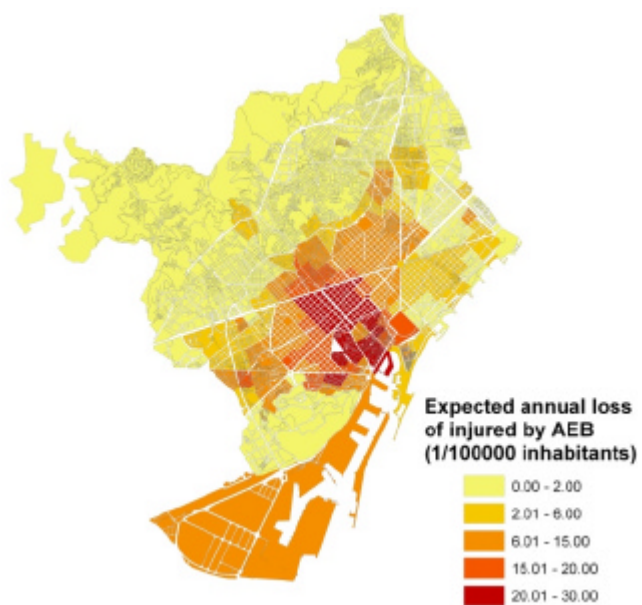 Expected annual loss
of injured by AEB
(1/100000 inhabitants)
0.00 - 2.00
2.01 - 6.00
6.01 - 15.00
15.01 - 20.00
20.01 - 30.00